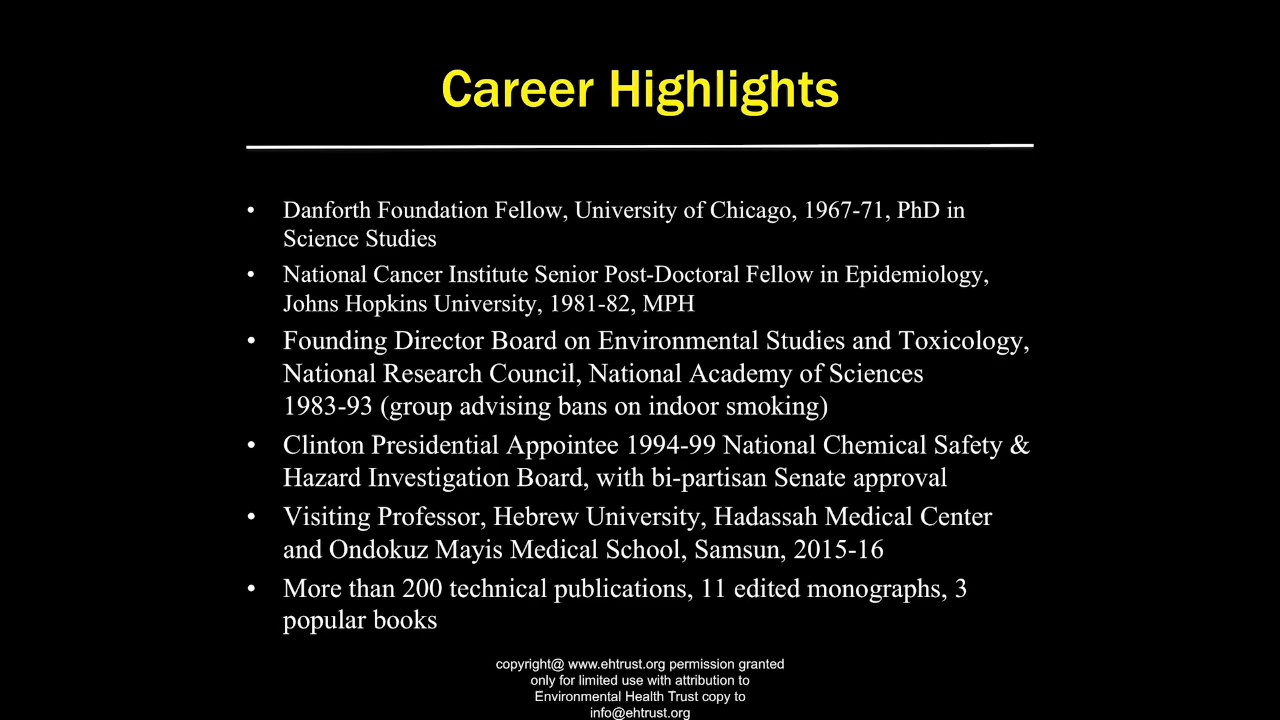 Career Highlights
• Danforth Foundation Fellow, University of Chicago, 1967-71, PhD in
Science Studies
• National Cancer Institute Senior Post-Doctoral Fellow in Epidemiology,
Johns Hopkins University, 1981-82, MPH
• Founding Director Board on Environmental Studies and Toxicology,
National Research Council, National Academy of Sciences
1983-93 (group advising bans on indoor smoking)
• Clinton Presidential Appointee 1994-99 National Chemical Safety &
Hazard Investigation Board, with bi-partisan Senate approval
• Visiting Professor, Hebrew University, Hadassah Medical Center
and Ondokuz Mayis Medical School, Samsun, 2015-16
• More than 200 technical publications, 11 edited monographs, 3
popular books
copyright@ www.ehtrust.org permission granted
only for limited use with attribution to
Environmental Health Trust copy to
info@ehtrust.org